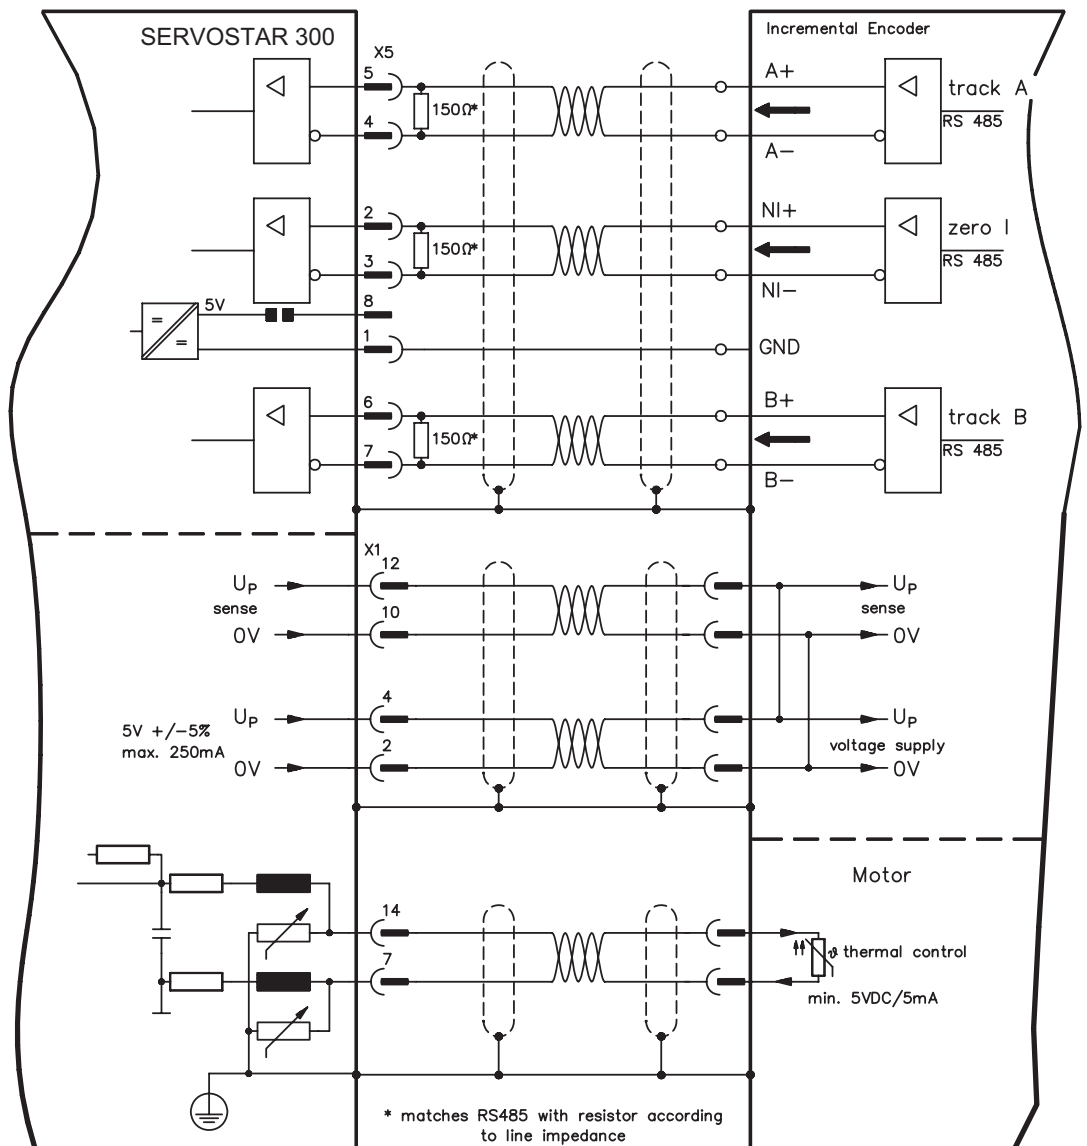 SERVOSTAR 300
Incremental Encoder
X5
5
150Ω*
4
A+
A−
track A
RS 485
2
150Ω*
3
NI+
NI−
zero I
RS 485
5V
=
=
8
1
GND
6
150Ω*
7
B+
B−
track B
RS 485
X1
12
UP
sense
10
0V
UP
sense
0V
4
UP
5V +/−5%
max. 250mA
2
0V
UP
voltage supply
0V
Motor
14
7
ϑ thermal control
min. 5VDC/5mA
* matches RS485 with resistor according
to line impedance